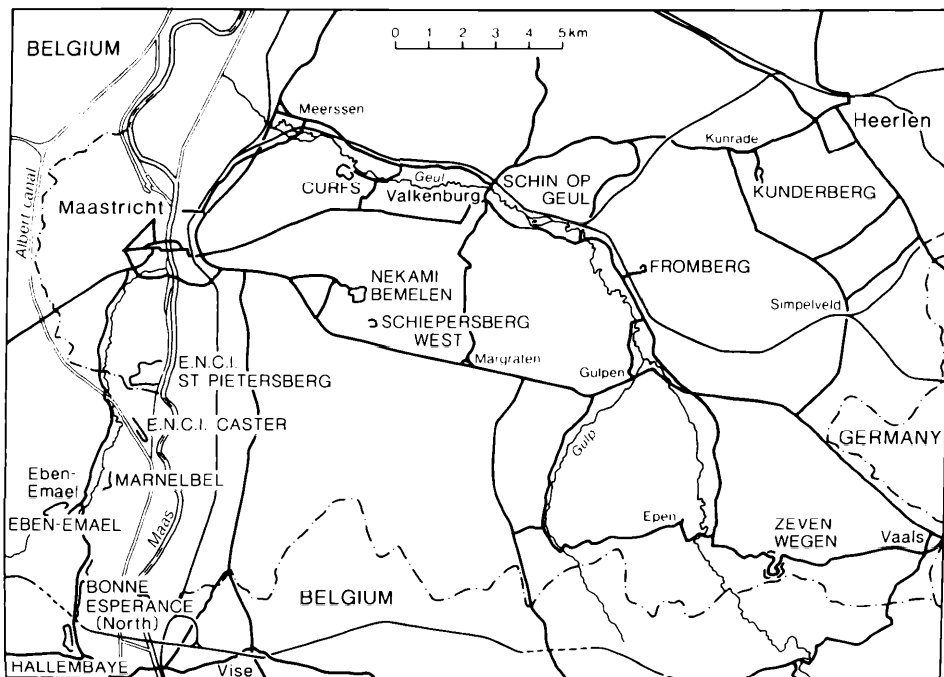 BELGIUM
0 1 2 3 4 5 km
Meerssen
Heerlen
Kunrade
Geul
CURFS
Valkenburg
SCHIN OP
GEUL
KUNDERBERG
Albert canal
Maastricht
FROMBERG
NEKAMI
BEMELEN
Simpelveld
SCHIEPERSBERG
WEST
Margraten
Gulpen
E.N.C.I.
ST PIETERSBERG
E.N.C.I. CASTER
GERMANY
Gulp
Eben-
Emael
MARNELBEL
EBEN-EMAEL
Maas
Epen
ZEVEN
WEGEN
Vaals
BONNE
ESPERANCE
(North)
BELGIUM
HALLEMBAYE
Vise